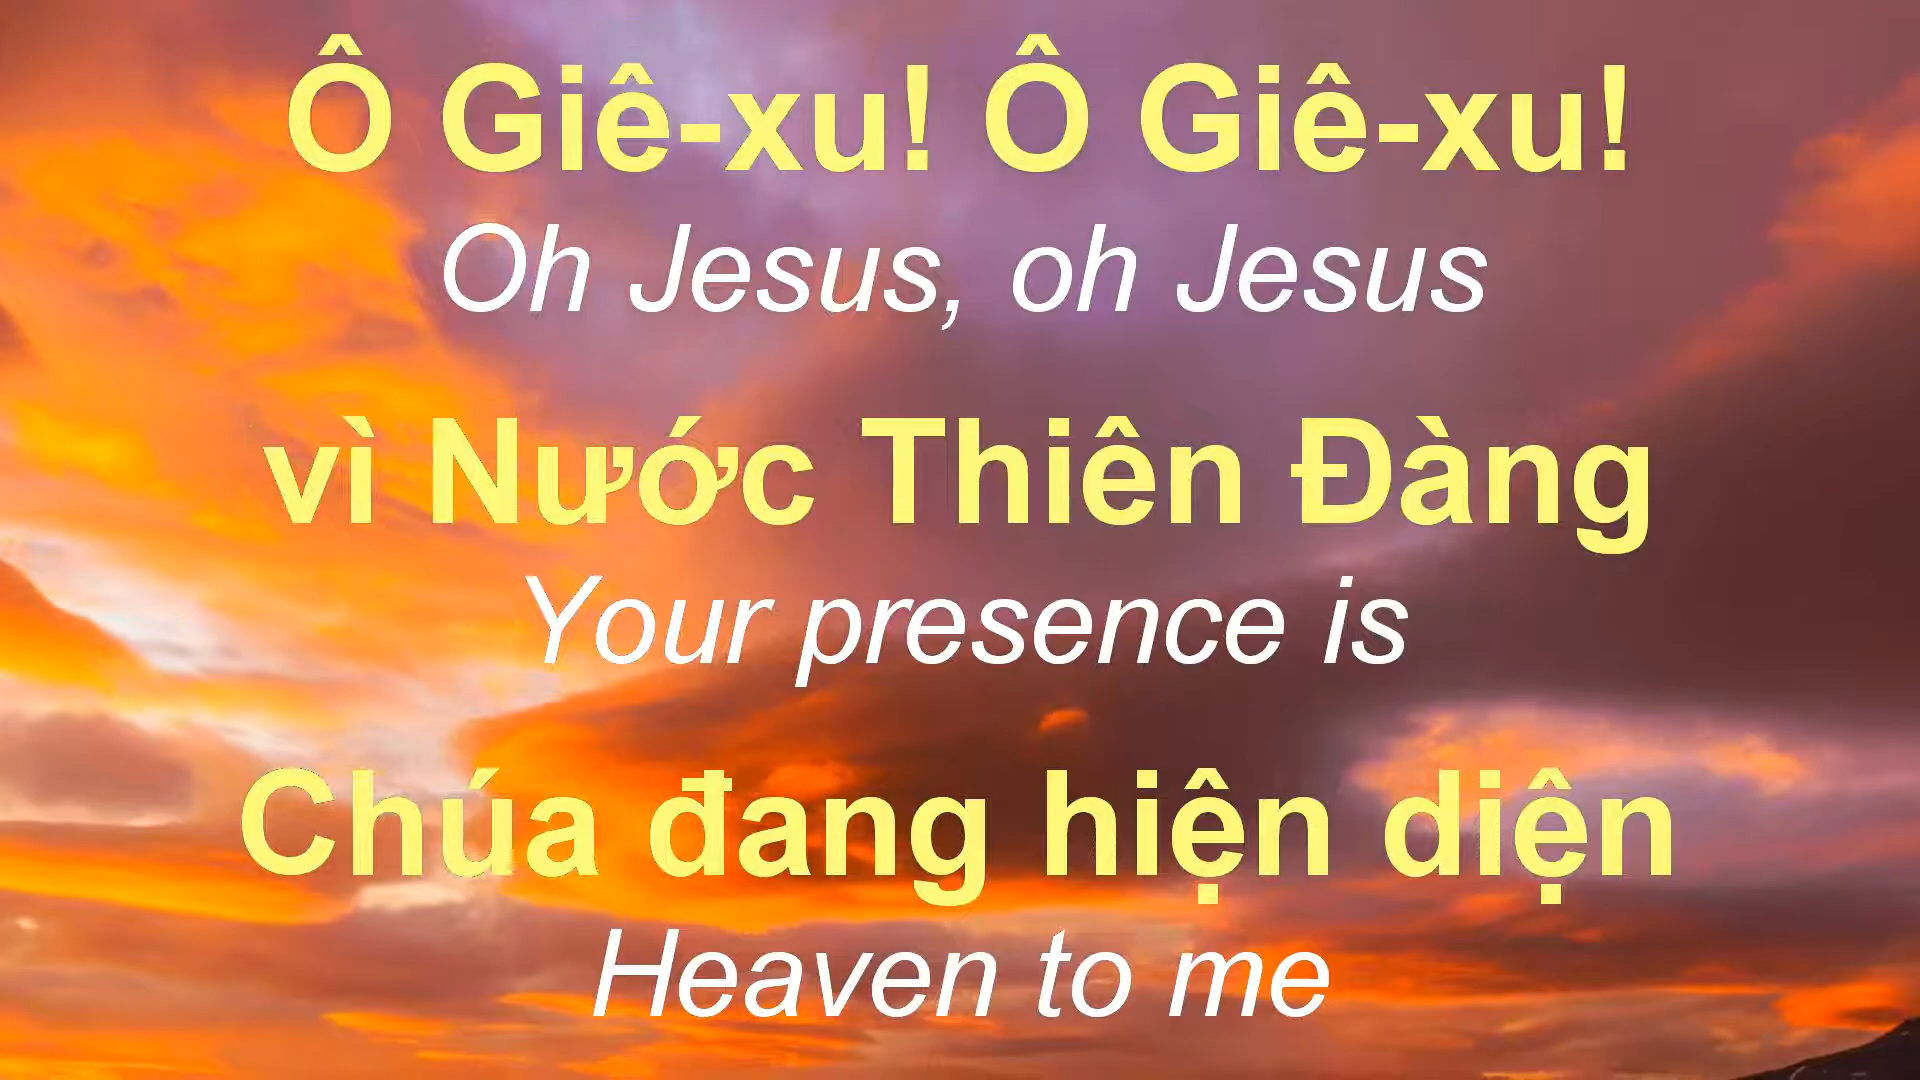 Ô Giê-xu! Ô Giê-xu!
Oh Jesus, oh Jesus
vì Nước Thiên Đàng
Your presence is
Chúa đang hiện diện
Heaven to me